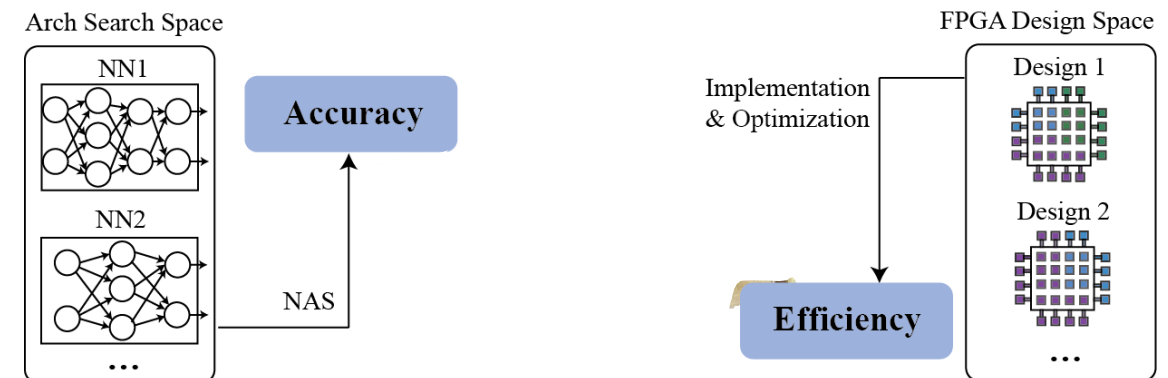 Arch Search Space
NN1
Accuracy
NN2
NAS
...
FPGA Design Space
Design 1
Implementation
& Optimization
Design 2
Efficiency
...